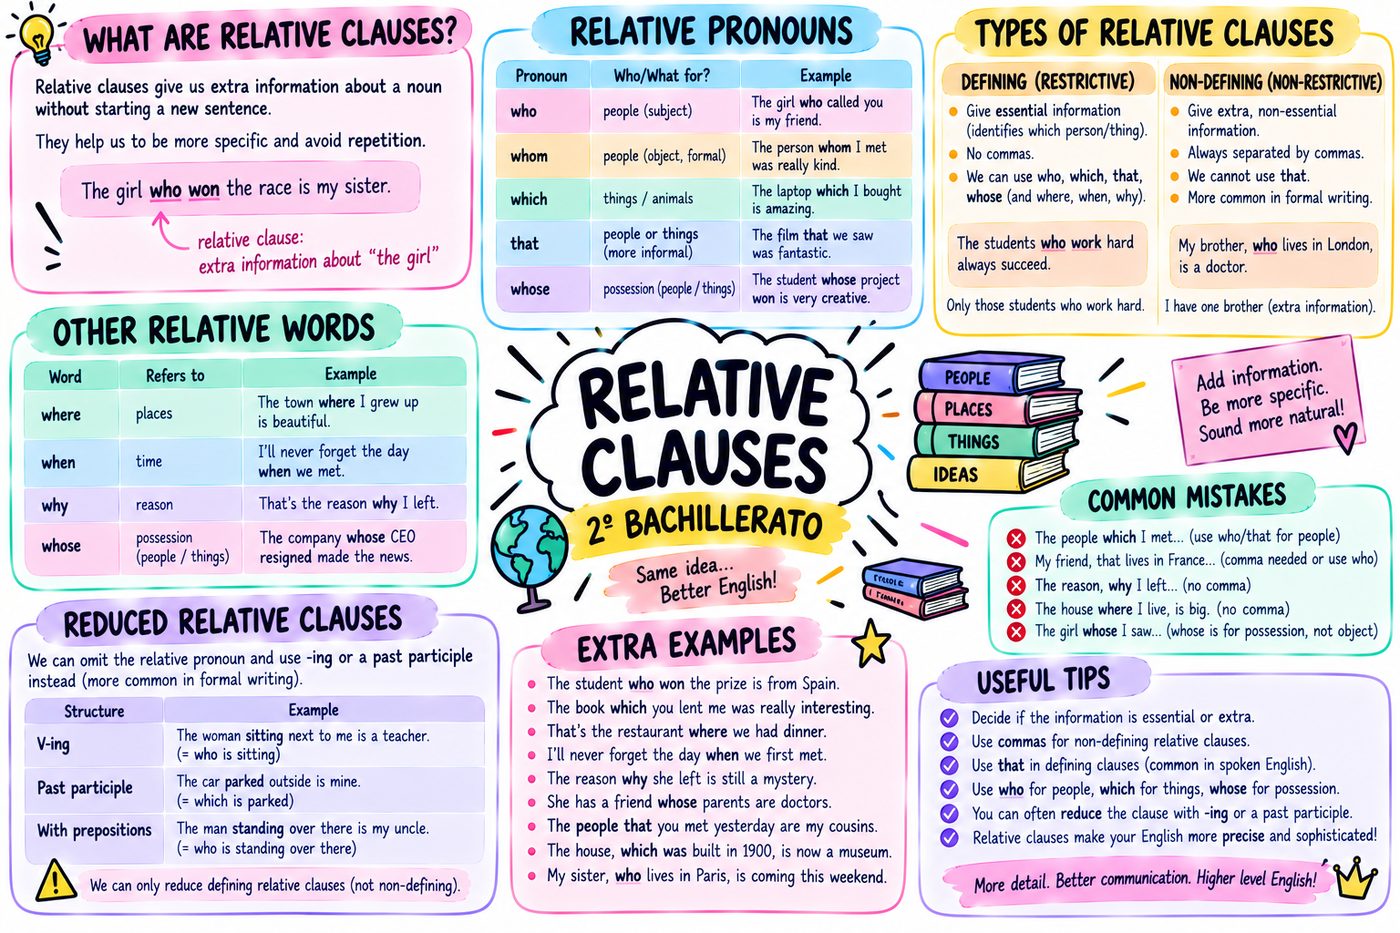 WHAT ARE RELATIVE CLAUSES?
Relative clauses give us extra information about a noun
without starting a new sentence.
They help us to be more specific and avoid repetition.
The girl who won the race is my sister.
relative clause:
extra information about “the girl”
RELATIVE PRONOUNS
Pronoun Who/What for? Example
who people (subject) The girl who called you
is my friend.
whom people (object, formal) The person whom I met
was really kind.
which things / animals The laptop which I bought
is amazing.
that people or things
(more informal) The film that we saw
was fantastic.
whose possession (people / things) The student whose project
won is very creative.
TYPES OF RELATIVE CLAUSES
DEFINING (RESTRICTIVE)
Give essential information
(identifies which person/thing).
No commas.
We can use who, which, that,
whose (and where, when, why).
The students who work hard
always succeed.
Only those students who work hard.
NON-DEFINING (NON-RESTRICTIVE)
Give extra, non-essential
information.
Always separated by commas.
We cannot use that.
More common in formal writing.
My brother, who lives in London,
is a doctor.
I have one brother (extra information).
OTHER RELATIVE WORDS
Word Refers to Example
where places The town where I grew up
is beautiful.
when time I'll never forget the day
when we met.
why reason That's the reason why I left.
whose possession
(people / things) The company whose CEO
resigned made the news.
RELATIVE
CLAUSES
2º BACHILLERATO
Same idea...
Better English!
PEOPLE
PLACES
THINGS
IDEAS
Add information.
Be more specific.
Sound more natural!
COMMON MISTAKES
The people which I met... (use who/that for people)
My friend, that lives in France... (comma needed or use who)
The reason, why I left... (no comma)
The house where I live, is big. (no comma)
The girl whose I saw... (whose is for possession, not object)
REDUCED RELATIVE CLAUSES
We can omit the relative pronoun and use -ing or a past participle
instead (more common in formal writing).
Structure Example
V-ing The woman sitting next to me is a teacher.
(= who is sitting)
Past participle The car parked outside is mine.
(= which is parked)
With prepositions The man standing over there is my uncle.
(= who is standing over there)
We can only reduce defining relative clauses (not non-defining).
EXTRA EXAMPLES
The student who won the prize is from Spain.
The book which you lent me was really interesting.
That's the restaurant where we had dinner.
I'll never forget the day when we first met.
The reason why she left is still a mystery.
She has a friend whose parents are doctors.
The people that you met yesterday are my cousins.
The house, which was built in 1900, is now a museum.
My sister, who lives in Paris, is coming this weekend.
USEFUL TIPS
Decide if the information is essential or extra.
Use commas for non-defining relative clauses.
Use that in defining clauses (common in spoken English).
Use who for people, which for things, whose for possession.
You can often reduce the clause with -ing or a past participle.
Relative clauses make your English more precise and sophisticated!
More detail. Better communication. Higher level English!